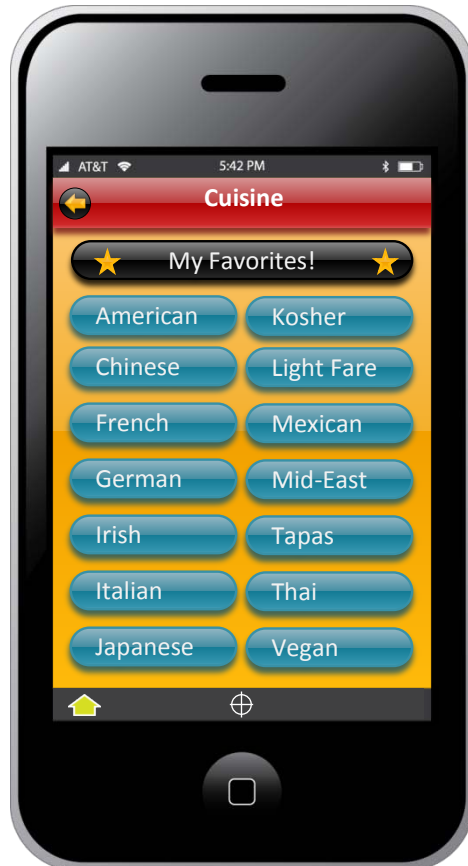 AT&T 5:42 PM
Cuisine
My Favorites!
American Kosher
Chinese Light Fare
French Mexican
German Mid-East
Irish Tapas
Italian Thai
Japanese Vegan